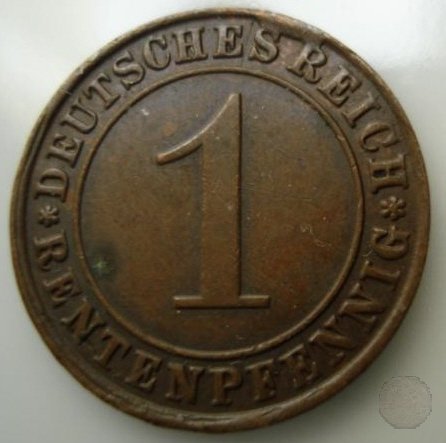 *DEUTSCHES REICH*
1
RENTENPFENNIG